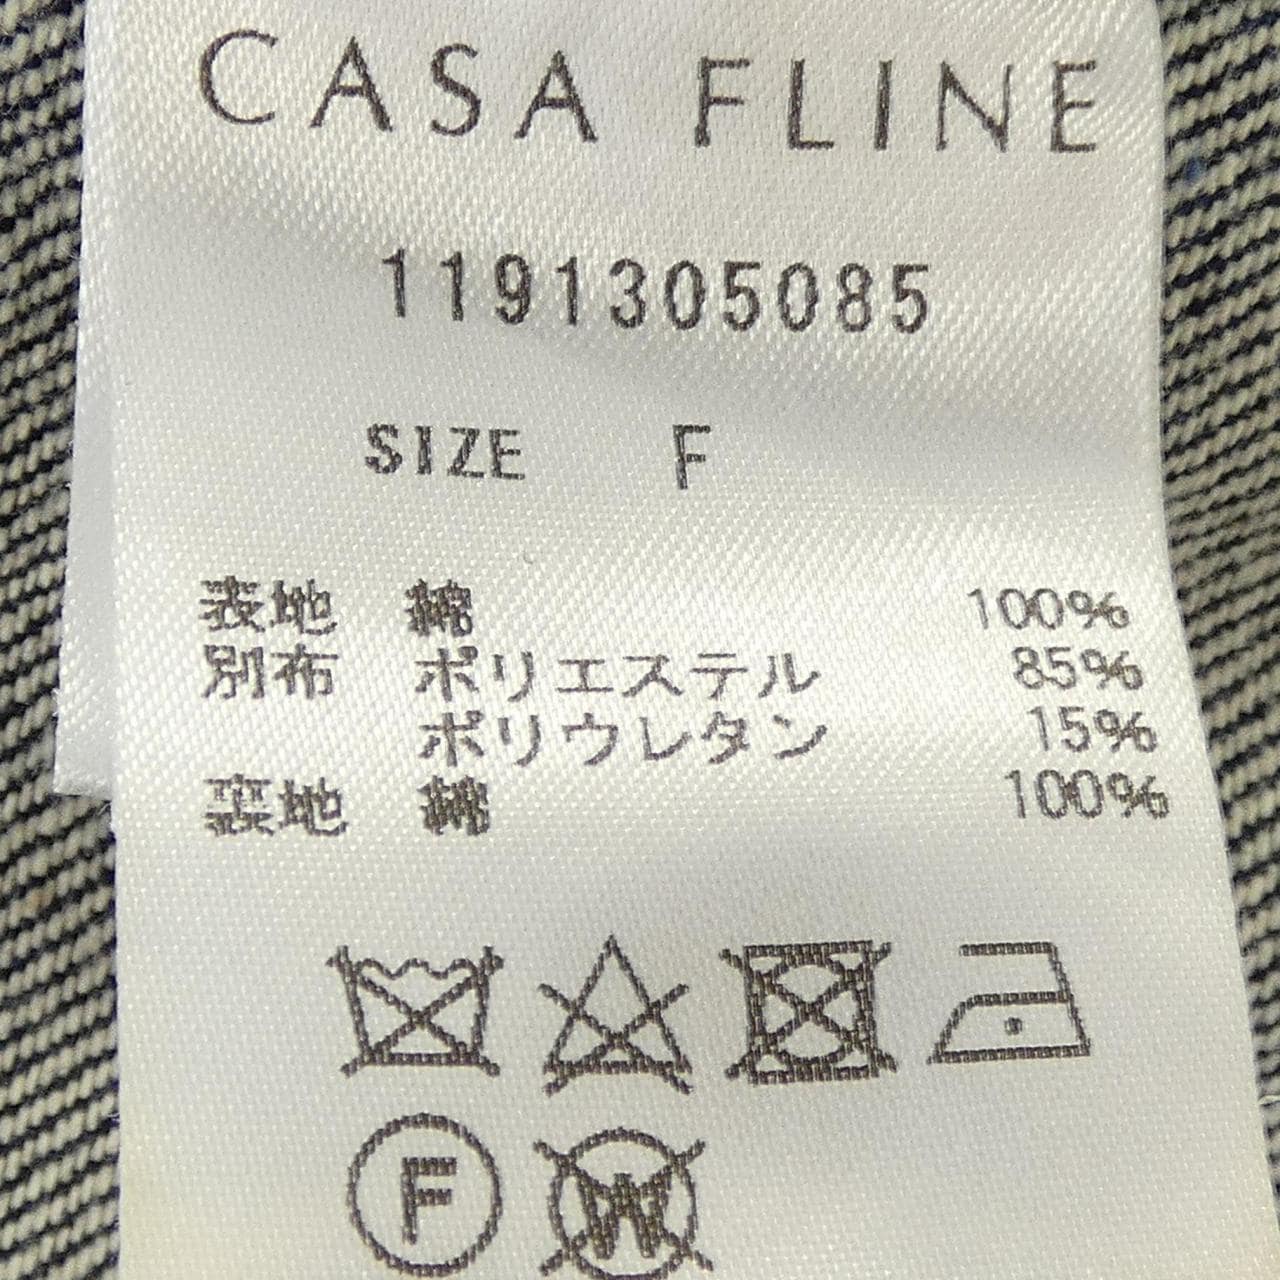 CASA FLINE
1191305085
SIZE F
表地 綿 100%
別布 ポリエステル 85%
ポリウレタン 15%
裏地 綿 100%
F W